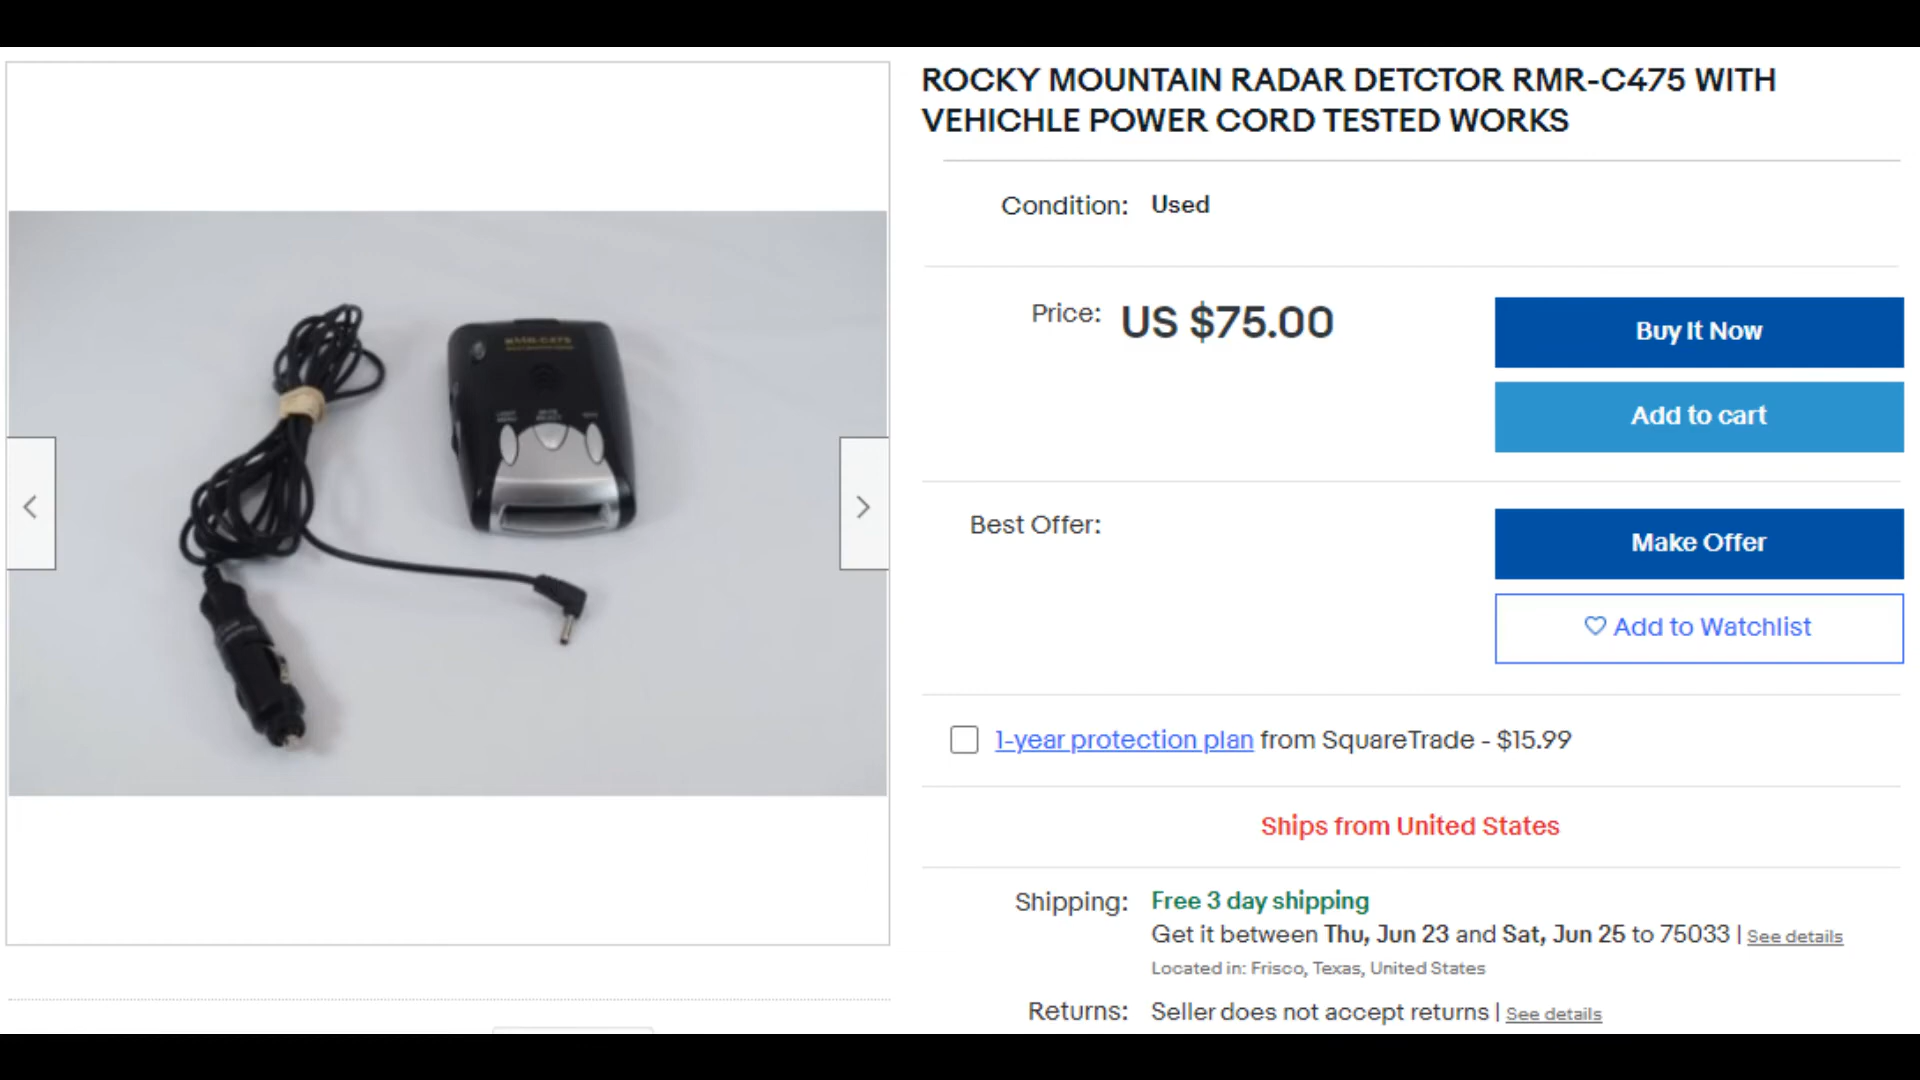 ROCKY MOUNTAIN RADAR DETCTOR RMR-C475 WITH
VEHICHLE POWER CORD TESTED WORKS
Condition: Used
Price: US $75.00
Buy It Now
Add to cart
Best Offer:
Make Offer
Add to Watchlist
1-year protection plan from SquareTrade - $15.99
Ships from United States
Shipping: Free 3 day shipping
Get it between Thu, Jun 23 and Sat, Jun 25 to 75033 | See details
Located in: Frisco, Texas, United States
Returns: Seller does not accept returns | See details
RMR-C475